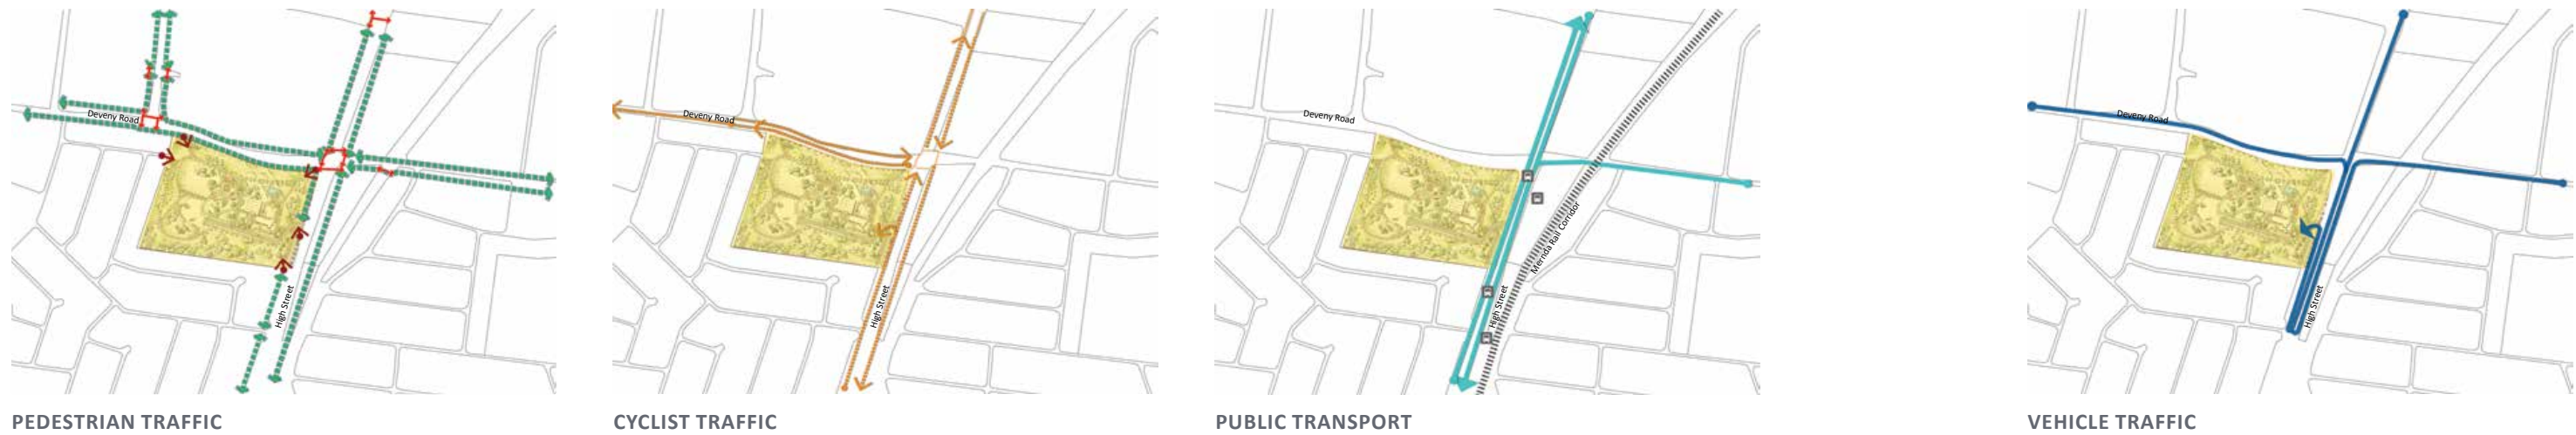 Deveny Road
High Street
PEDESTRIAN TRAFFIC
Deveny Road
High Street
CYCLIST TRAFFIC
Deveny Road
Mernda Rail Corridor
High Street
PUBLIC TRANSPORT
Deveny Road
High Street
VEHICLE TRAFFIC